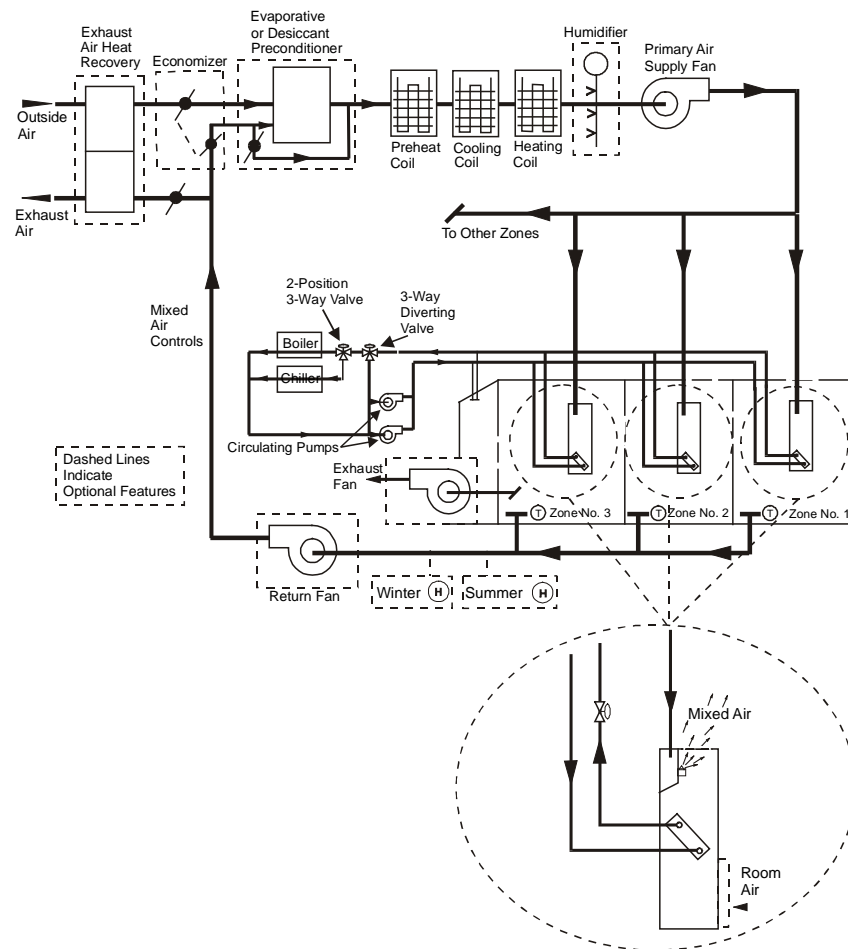 Exhaust
Air Heat
Recovery
Economizer
Evaporative
or Desiccant
Preconditioner
Humidifier
Primary Air
Supply Fan
Outside
Air
Exhaust
Air
Preheat
Coil
Cooling
Coil
Heating
Coil
To Other Zones
Mixed
Air
Controls
2-Position
3-Way Valve
3-Way
Diverting
Valve
Boiler
Chiller
Circulating Pumps
Dashed Lines
Indicate
Optional Features
Exhaust
Fan
T Zone No. 3
T Zone No. 2
T Zone No. 1
Return Fan
Winter H
Summer H
Mixed Air
Room
Air